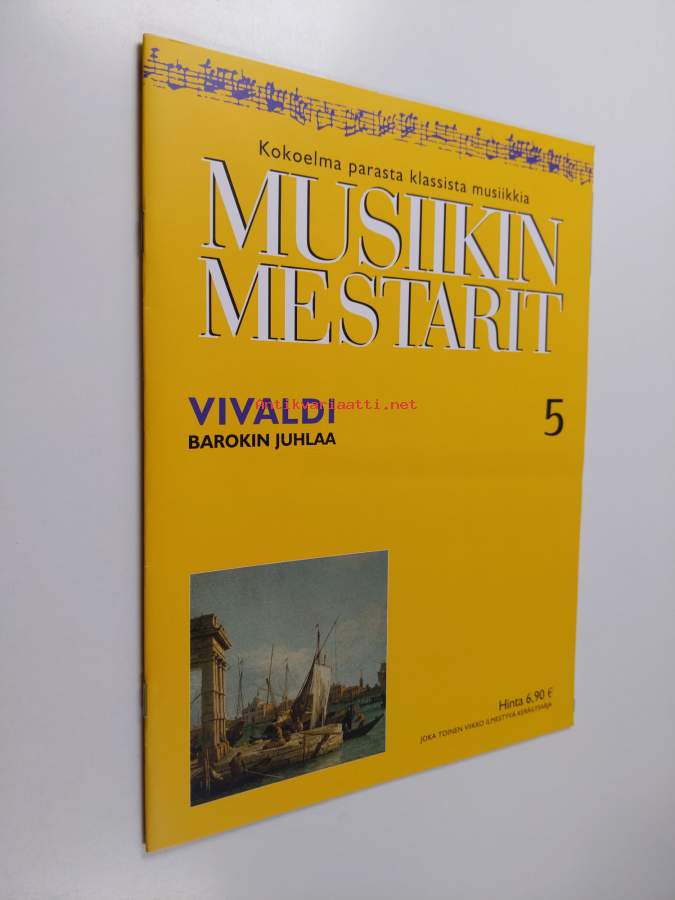 Kokoelma parasta klassista musiikkia
MUSIIKIN
MESTARIT
VIVALDI
Antikvariaatti.net
5
BAROKIN JUHLAA
Hinta 6,90 €
JOKA TOINEN VIIKKO ILMESTYVÄ KERÄILYSARJA